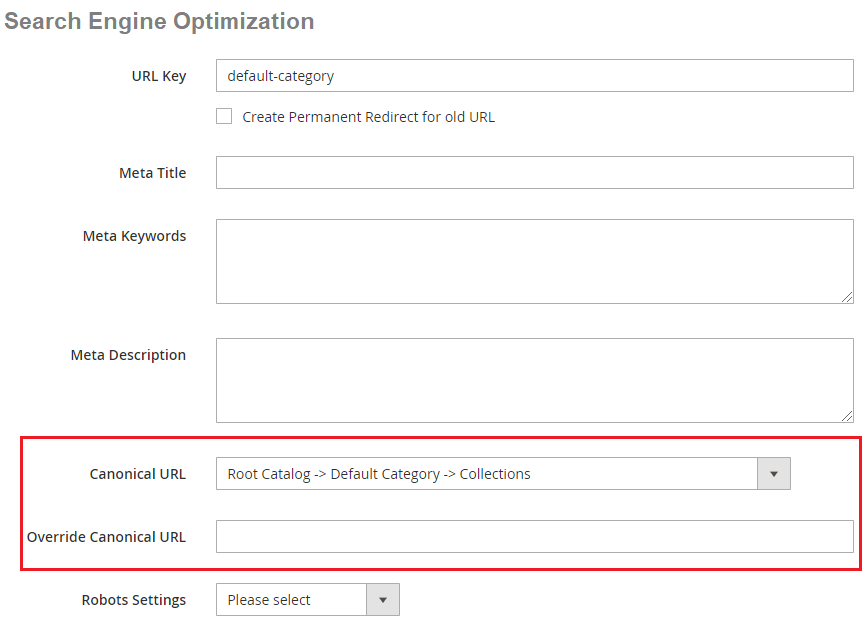 Search Engine Optimization
URL Key default-category
Create Permanent Redirect for old URL
Meta Title
Meta Keywords
Meta Description
Canonical URL Root Catalog -> Default Category -> Collections
Override Canonical URL
Robots Settings Please select